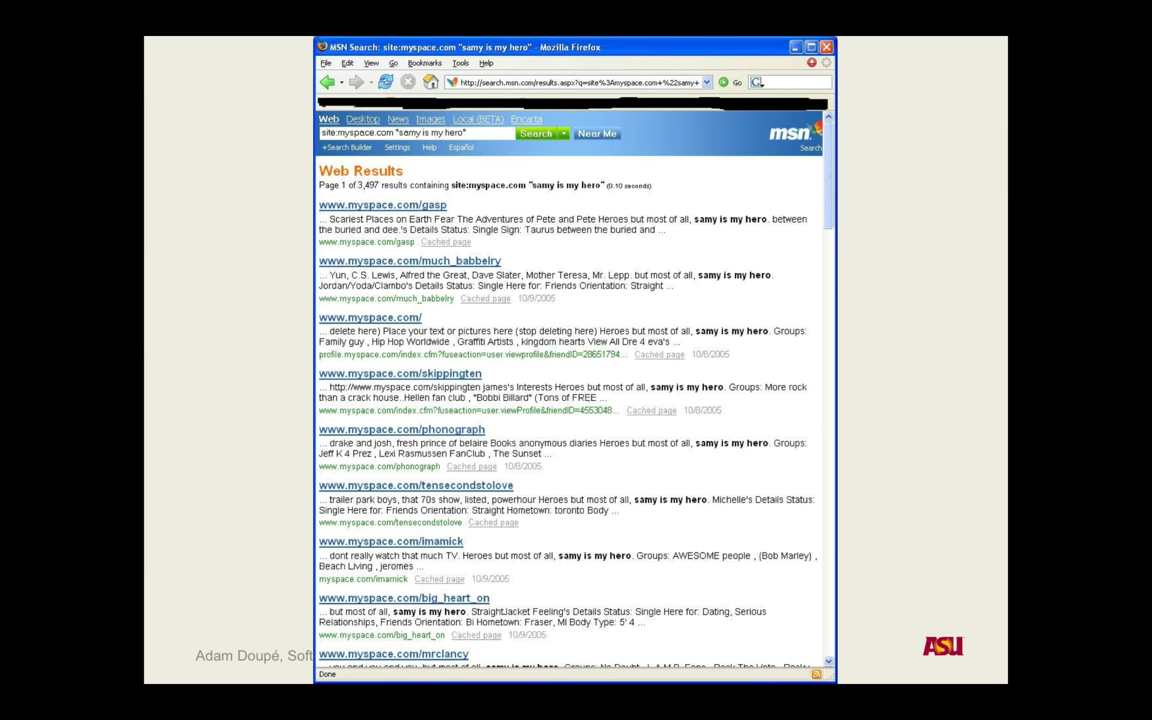 MSN Search: site:myspace.com "samy is my hero" - Mozilla Firefox
File Edit View Go Bookmarks Tools Help
http://search.msn.com/results.aspx?q=site%3Amyspace.com+%22samy+ Go
Web Desktop News Images Local (BETA) Encarta
site:myspace.com "samy is my hero" Search Near Me msn
+Search Builder Settings Help Español Search
Web Results
Page 1 of 3,497 results containing site:myspace.com "samy is my hero" (0.10 seconds)
www.myspace.com/gasp
... Scariest Places on Earth Fear The Adventures of Pete and Pete Heroes but most of all, samy is my hero. between
the buried and dee.'s Details Status: Single Sign: Taurus between the buried and ...
www.myspace.com/gasp Cached page
www.myspace.com/much_babbelry
... Yun, C.S. Lewis, Alfred the Great, Dave Slater, Mother Teresa, Mr. Lepp. but most of all, samy is my hero.
Jordan/Yoda/Clambo's Details Status: Single Here for: Friends Orientation: Straight ...
www.myspace.com/much_babbelry Cached page 10/9/2005
www.myspace.com/
... delete here) Place your text or pictures here (stop deleting here) Heroes but most of all, samy is my hero. Groups:
Family guy , Hip Hop Worldwide , Graffiti Artists , kingdom hearts View All Dre 4 eva's ...
profile.myspace.com/index.cfm?fuseaction=user.viewprofile&friendID=28651794... Cached page 10/8/2005
www.myspace.com/skippingten
... http://www.myspace.com/skippingten james's Interests Heroes but most of all, samy is my hero. Groups: More rock
than a crack house..Hellen fan club , "Bobbi Billard" (Tons of FREE ...
www.myspace.com/index.cfm?fuseaction=user.viewProfile&friendID=4553048... Cached page 10/8/2005
www.myspace.com/phonograph
... drake and josh, fresh prince of belaire Books anonymous diaries Heroes but most of all, samy is my hero. Groups:
Jeff K 4 Prez , Lexi Rasmussen FanClub , The Sunset ...
www.myspace.com/phonograph Cached page 10/8/2005
www.myspace.com/tensecondstolove
... trailer park boys, that 70s show, listed, powerhour Heroes but most of all, samy is my hero. Michelle's Details Status:
Single Here for: Friends Orientation: Straight Hometown: toronto Body ...
www.myspace.com/tensecondstolove Cached page
www.myspace.com/imamick
... dont really watch that much TV. Heroes but most of all, samy is my hero. Groups: AWESOME people , {Bob Marley} ,
Beach Living , jeromes ...
myspace.com/imamick Cached page 10/9/2005
www.myspace.com/big_heart_on
... but most of all, samy is my hero. StraightJacket Feeling's Details Status: Single Here for: Dating, Serious
Relationships, Friends Orientation: Bi Hometown: Fraser, MI Body Type: 5' 4 ...
www.myspace.com/big_heart_on Cached page 10/9/2005
www.myspace.com/mrclancy
Done
Adam Doupé, Soft
ASU